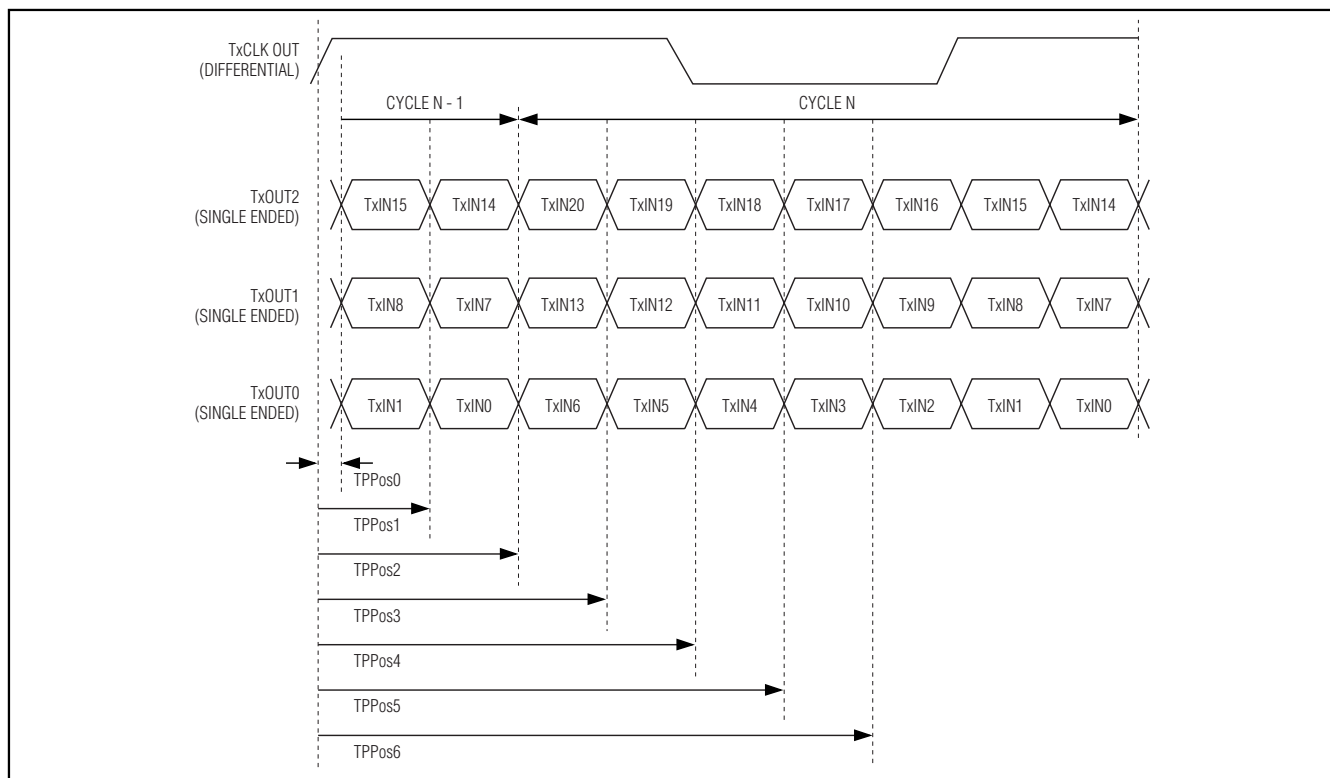 TxCLK OUT
(DIFFERENTIAL)
CYCLE N - 1
CYCLE N
TxOUT2
(SINGLE ENDED)
TxIN15 TxIN14 TxIN20 TxIN19 TxIN18 TxIN17 TxIN16 TxIN15 TxIN14
TxOUT1
(SINGLE ENDED)
TxIN8 TxIN7 TxIN13 TxIN12 TxIN11 TxIN10 TxIN9 TxIN8 TxIN7
TxOUT0
(SINGLE ENDED)
TxIN1 TxIN0 TxIN6 TxIN5 TxIN4 TxIN3 TxIN2 TxIN1 TxIN0
TPPos0
TPPos1
TPPos2
TPPos3
TPPos4
TPPos5
TPPos6